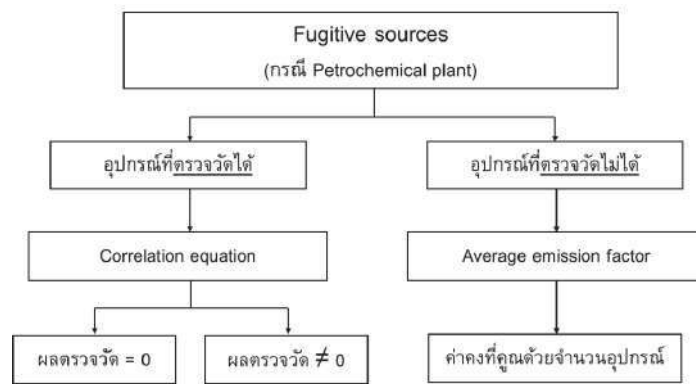 Fugitive sources
(กรณี Petrochemical plant)
อุปกรณ์ที่ตรวจวัดได้
อุปกรณ์ที่ตรวจวัดไม่ได้
Correlation equation
Average emission factor
ผลตรวจวัด = 0
ผลตรวจวัด ≠ 0
ค่าคงที่คูณด้วยจำนวนอุปกรณ์